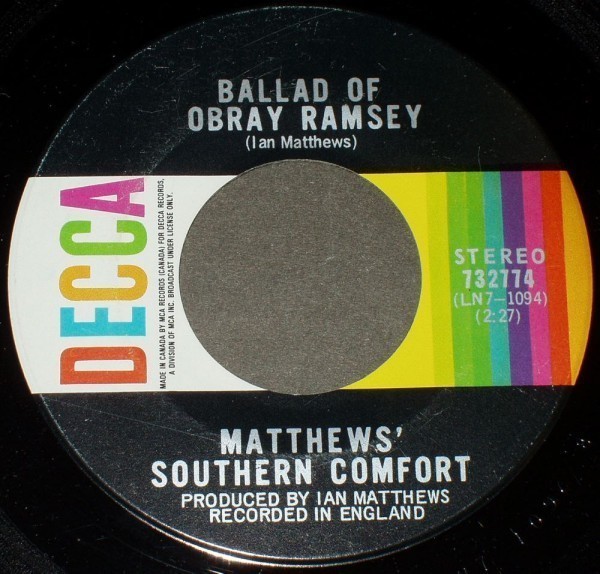 BALLAD OF
OBRAY RAMSEY
(Ian Matthews)
DECCA
MADE IN CANADA BY MCA RECORDS (CANADA) FOR DECCA RECORDS,
A DIVISION OF MCA INC. BROADCAST UNDER LICENSE ONLY.
STEREO
732774
(LN7-1094)
(2:27)
MATTHEWS'
SOUTHERN COMFORT
PRODUCED BY IAN MATTHEWS
RECORDED IN ENGLAND